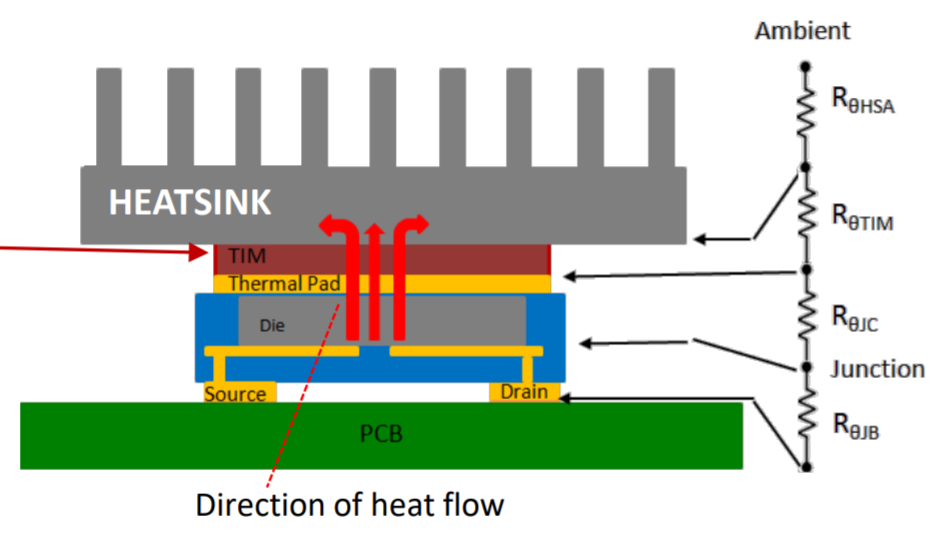 Ambient
RθHSA
HEATSINK
RθTIM
TIM
Thermal Pad
Die
RθJC
Junction
Source
Drain
RθJB
PCB
Direction of heat flow